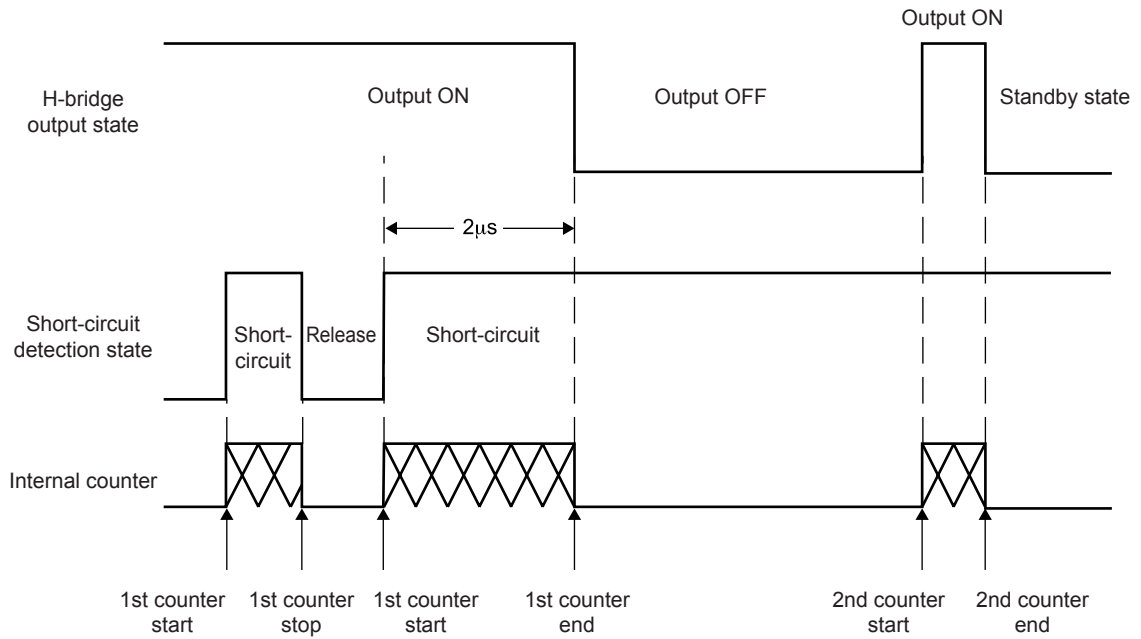 Output ON
H-bridge
output state
Output ON
Output OFF
Standby state
2μs
Short-circuit
detection state
Short-
circuit
Release
Short-circuit
Internal counter
1st counter
start
1st counter
stop
1st counter
start
1st counter
end
2nd counter
start
2nd counter
end